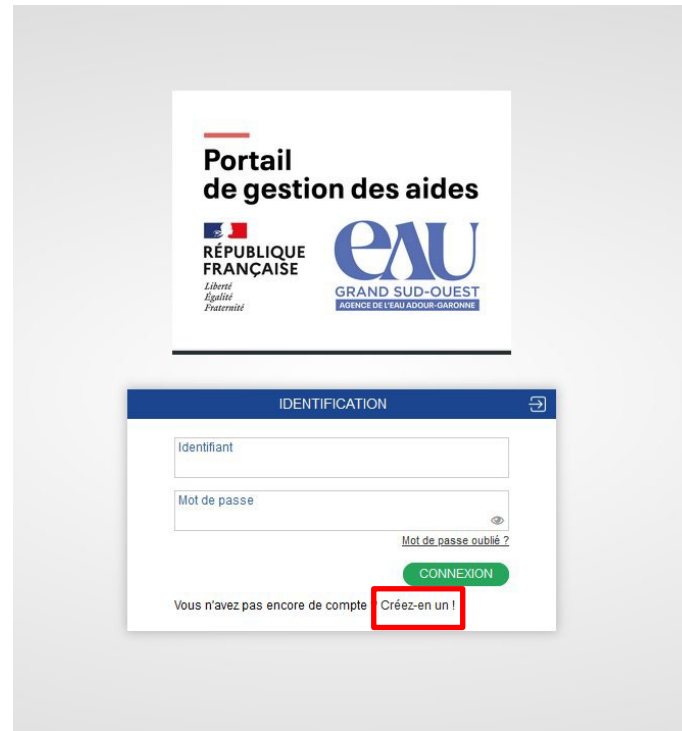 Portail
de gestion des aides
RÉPUBLIQUE
FRANÇAISE
Liberté
Égalité
Fraternité
eau
GRAND SUD-OUEST
AGENCE DE L'EAU ADOUR-GARONNE
IDENTIFICATION
Identifiant
Mot de passe
Mot de passe oublié ?
CONNEXION
Vous n'avez pas encore de compte ? Créez-en un !